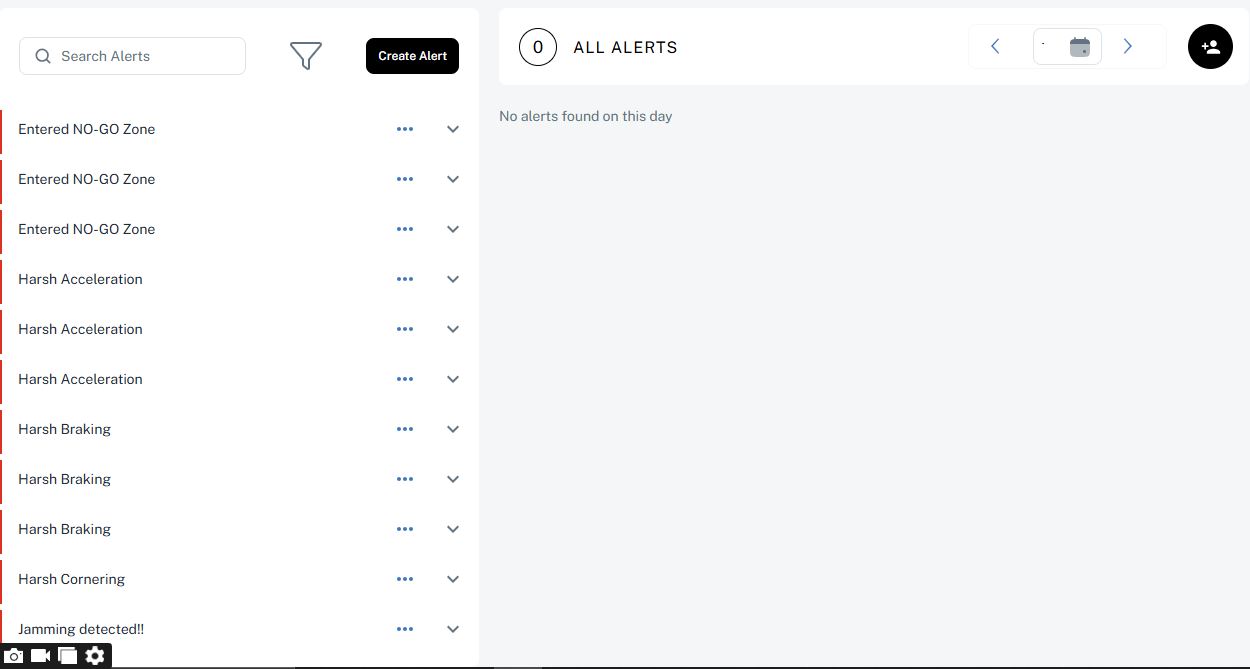 Search Alerts
Create Alert
Entered NO-GO Zone
Entered NO-GO Zone
Entered NO-GO Zone
Harsh Acceleration
Harsh Acceleration
Harsh Acceleration
Harsh Braking
Harsh Braking
Harsh Braking
Harsh Cornering
Jamming detected!!
0 ALL ALERTS
No alerts found on this day